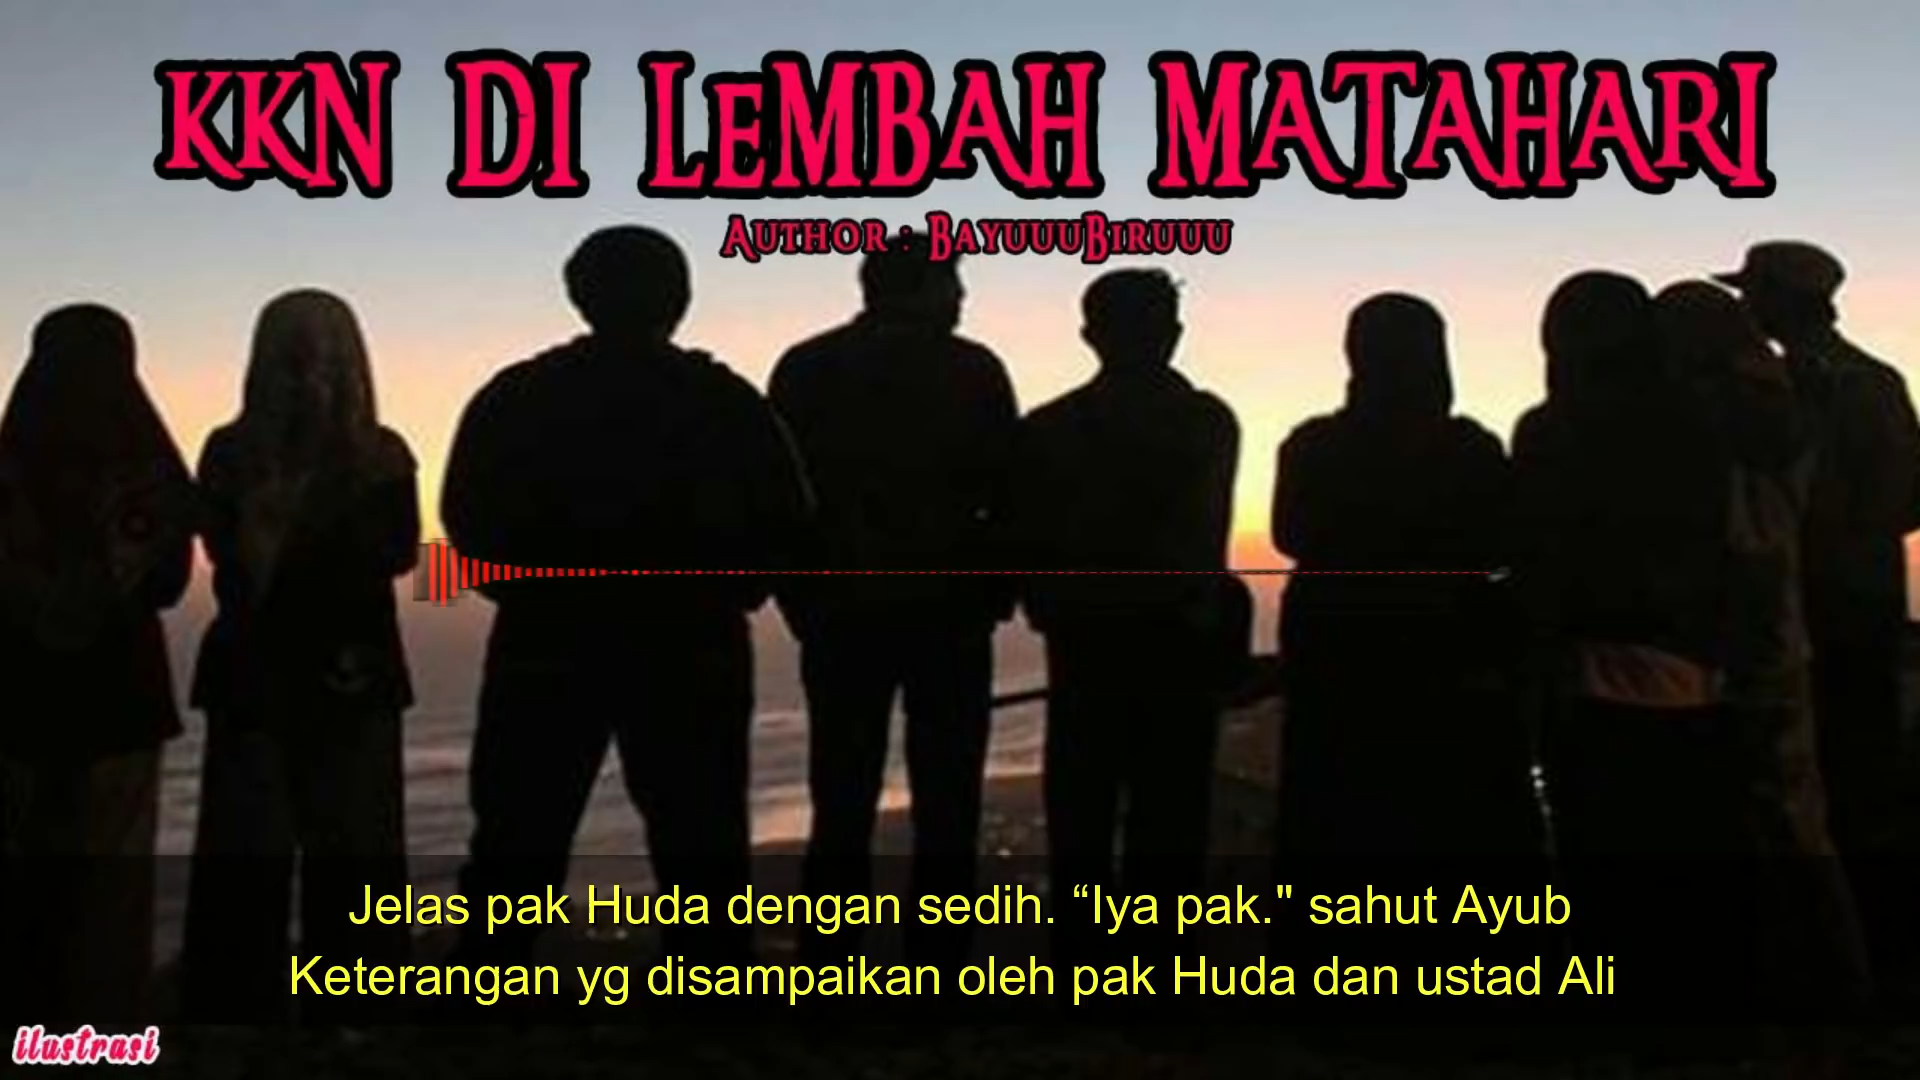 KKN DI LEMBAH MATAHARI
AUTHOR : BAYUUUBIRUUU
Jelas pak Huda dengan sedih. “Iya pak." sahut Ayub
Keterangan yg disampaikan oleh pak Huda dan ustad Ali
ilustrasi